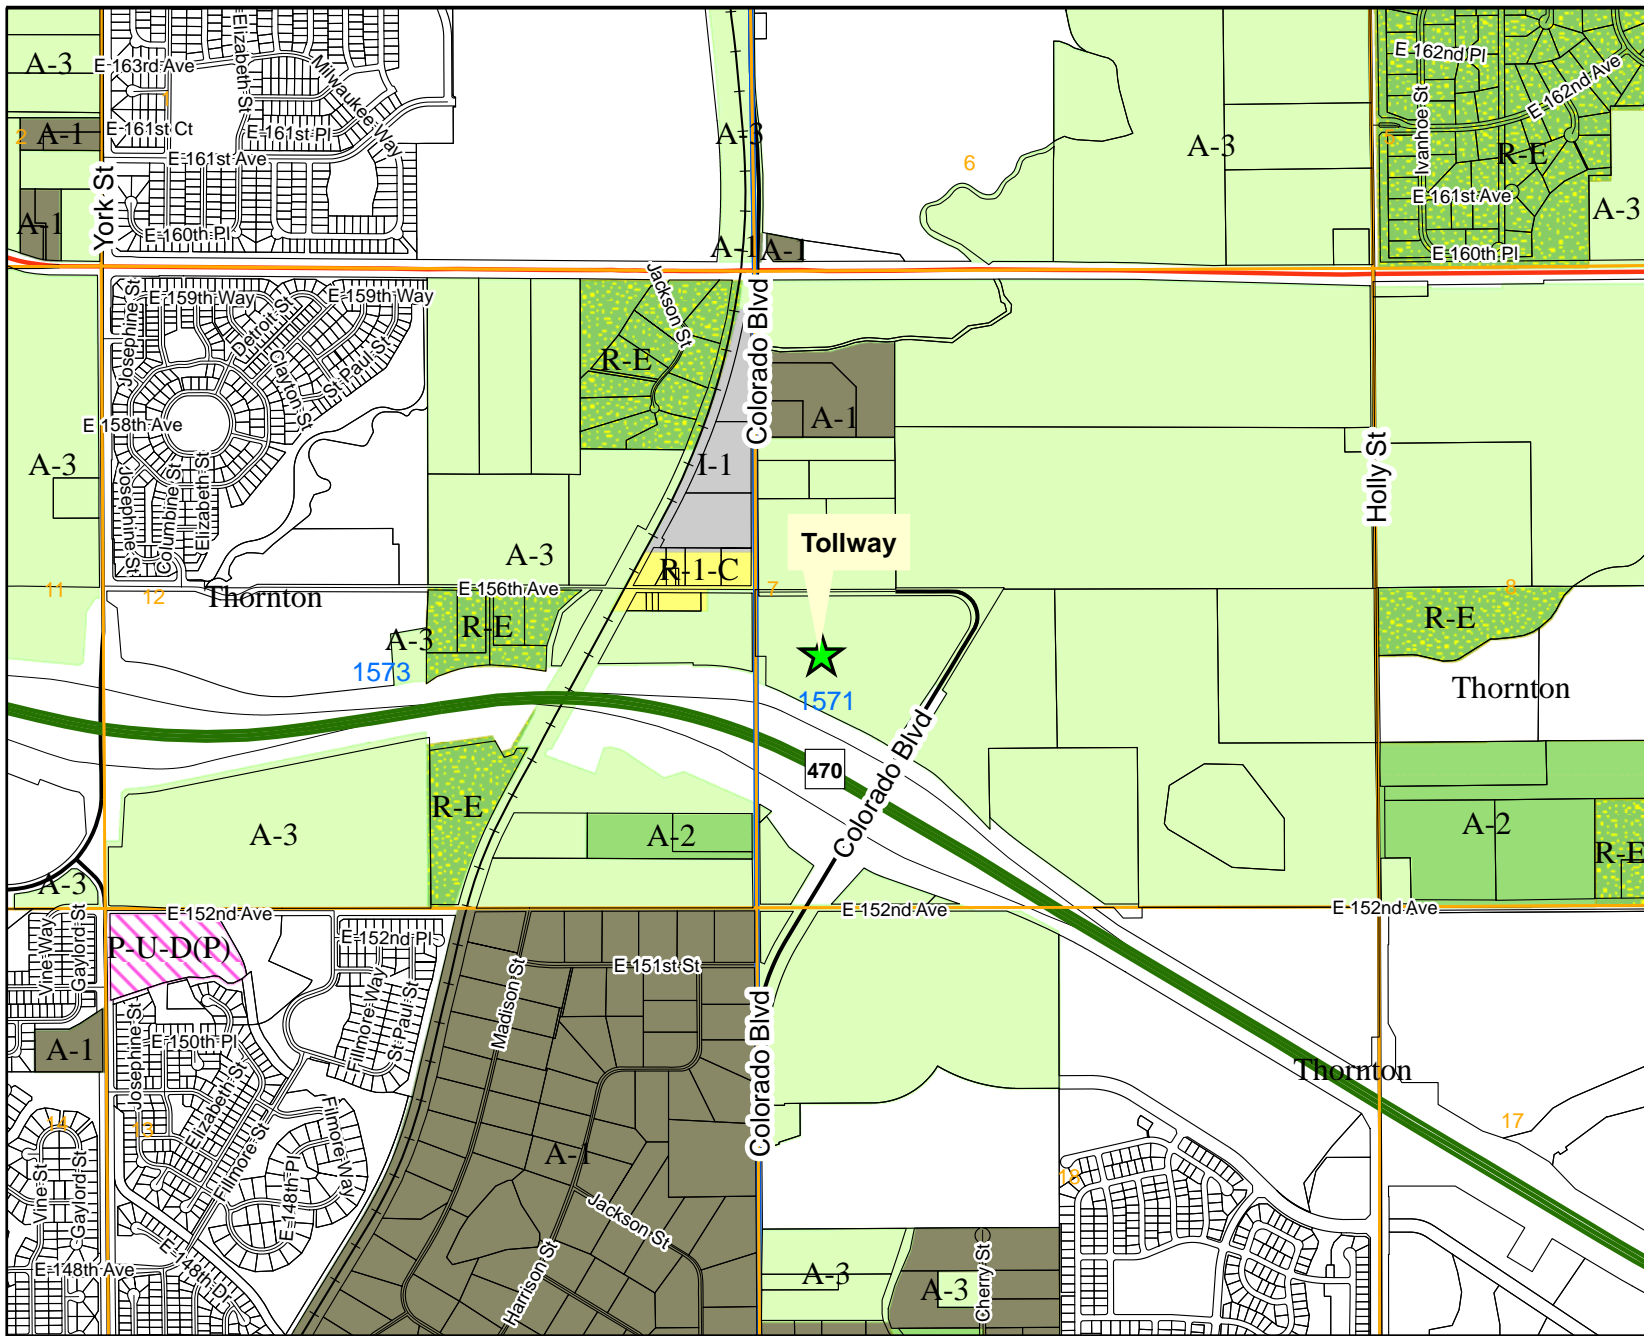 A-3
E 163rd Ave
Elizabeth St
Milwaukee Way
1
2
A-1
E 161st Ct
E 161st Pl
E 161st Ave
A-1
York St
E 160th Pl
A-3
A-1
A-1
6
A-3
E 162nd Pl
E 162nd Ave
5
Ivanhoe St
R-E
E 161st Ave
A-3
E 160th Pl
Josephine St
E 159th Way
E 159th Way
Detroit St
Clayton St
St Paul St
E 158th Ave
Josephine St
Columbine St
Elizabeth St
A-3
R-E
Jackson St
Colorado Blvd
A-1
I-1
Holly St
Tollway
A-3
R-1-C
7
E 156th Ave
11
12
Thornton
A-3
R-E
1573
1571
8
R-E
Thornton
470
Colorado Blvd
A-3
R-E
A-2
A-2
R-E
A-3
E 152nd Ave
E 152nd Ave
E 152nd Ave
Vine Way
Gaylord St
P-U-D(P)
E 152nd Pl
Fillmore Way
St Paul St
Madison St
E 151st St
Colorado Blvd
A-1
Josephine St
E 150th Pl
Elizabeth St
Fillmore St
Filmore Way
E 148th Pl
14
13
Vine St
Gaylord St
E 148th Ave
E 148th Dr
A-1
Jackson St
Harrison St
Thornton
17
18
A-3
A-3
Cherry St